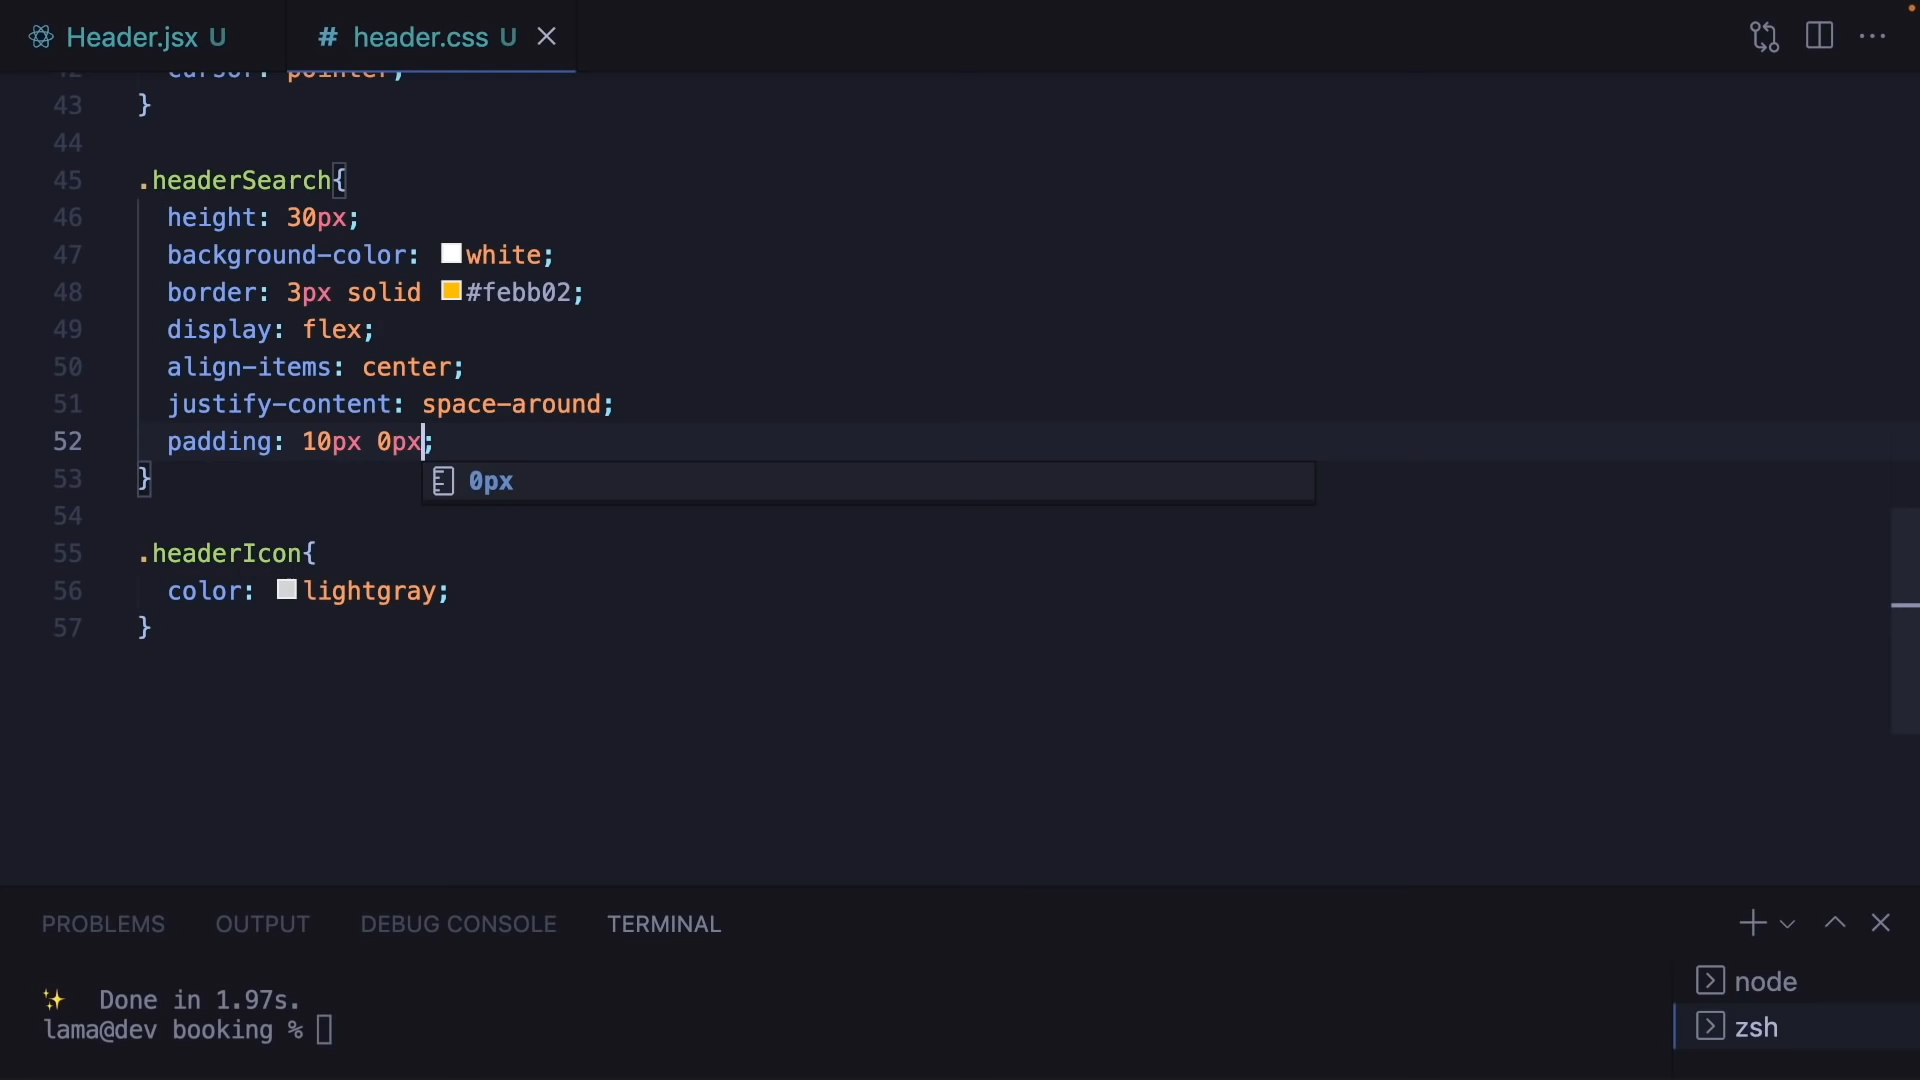 Header.jsx U
# header.css U
42 cursor: pointer;
43 }
44
45 .headerSearch{
46 height: 30px;
47 background-color: white;
48 border: 3px solid #febb02;
49 display: flex;
50 align-items: center;
51 justify-content: space-around;
52 padding: 10px 0px;
0px
53 }
54
55 .headerIcon{
56 color: lightgray;
57 }
PROBLEMS OUTPUT DEBUG CONSOLE TERMINAL
✨ Done in 1.97s.
lama@dev booking %
node
zsh